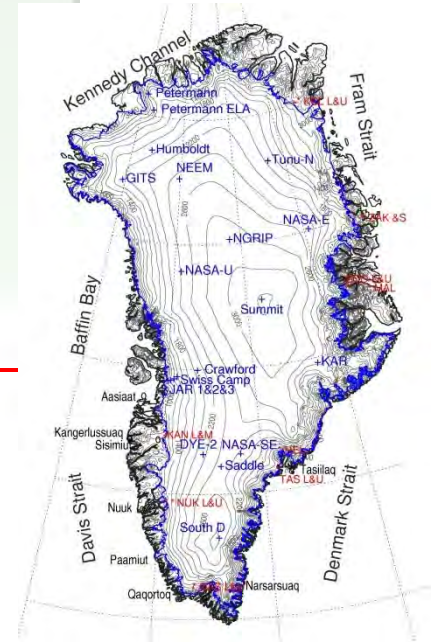 Kennedy Channel
Fram Strait
Petermann
Petermann ELA
Humboldt
NEEM
GITS
Tunu-N
NASA-E
NGRIP
NASA-U
Summit
Baffin Bay
KAR
Crawford
Swiss Camp
JAR 1&2&3
Aasiaat
Kangerlussuaq
Sisimiut
KAN L&M
DYE-2
NASA-SE
Saddle
Tasiilaq
TAS L&U
Davis Strait
Denmark Strait
Nuuk
NUK L&U
South D
Paamiut
Qaqortoq
Narsarsuaq